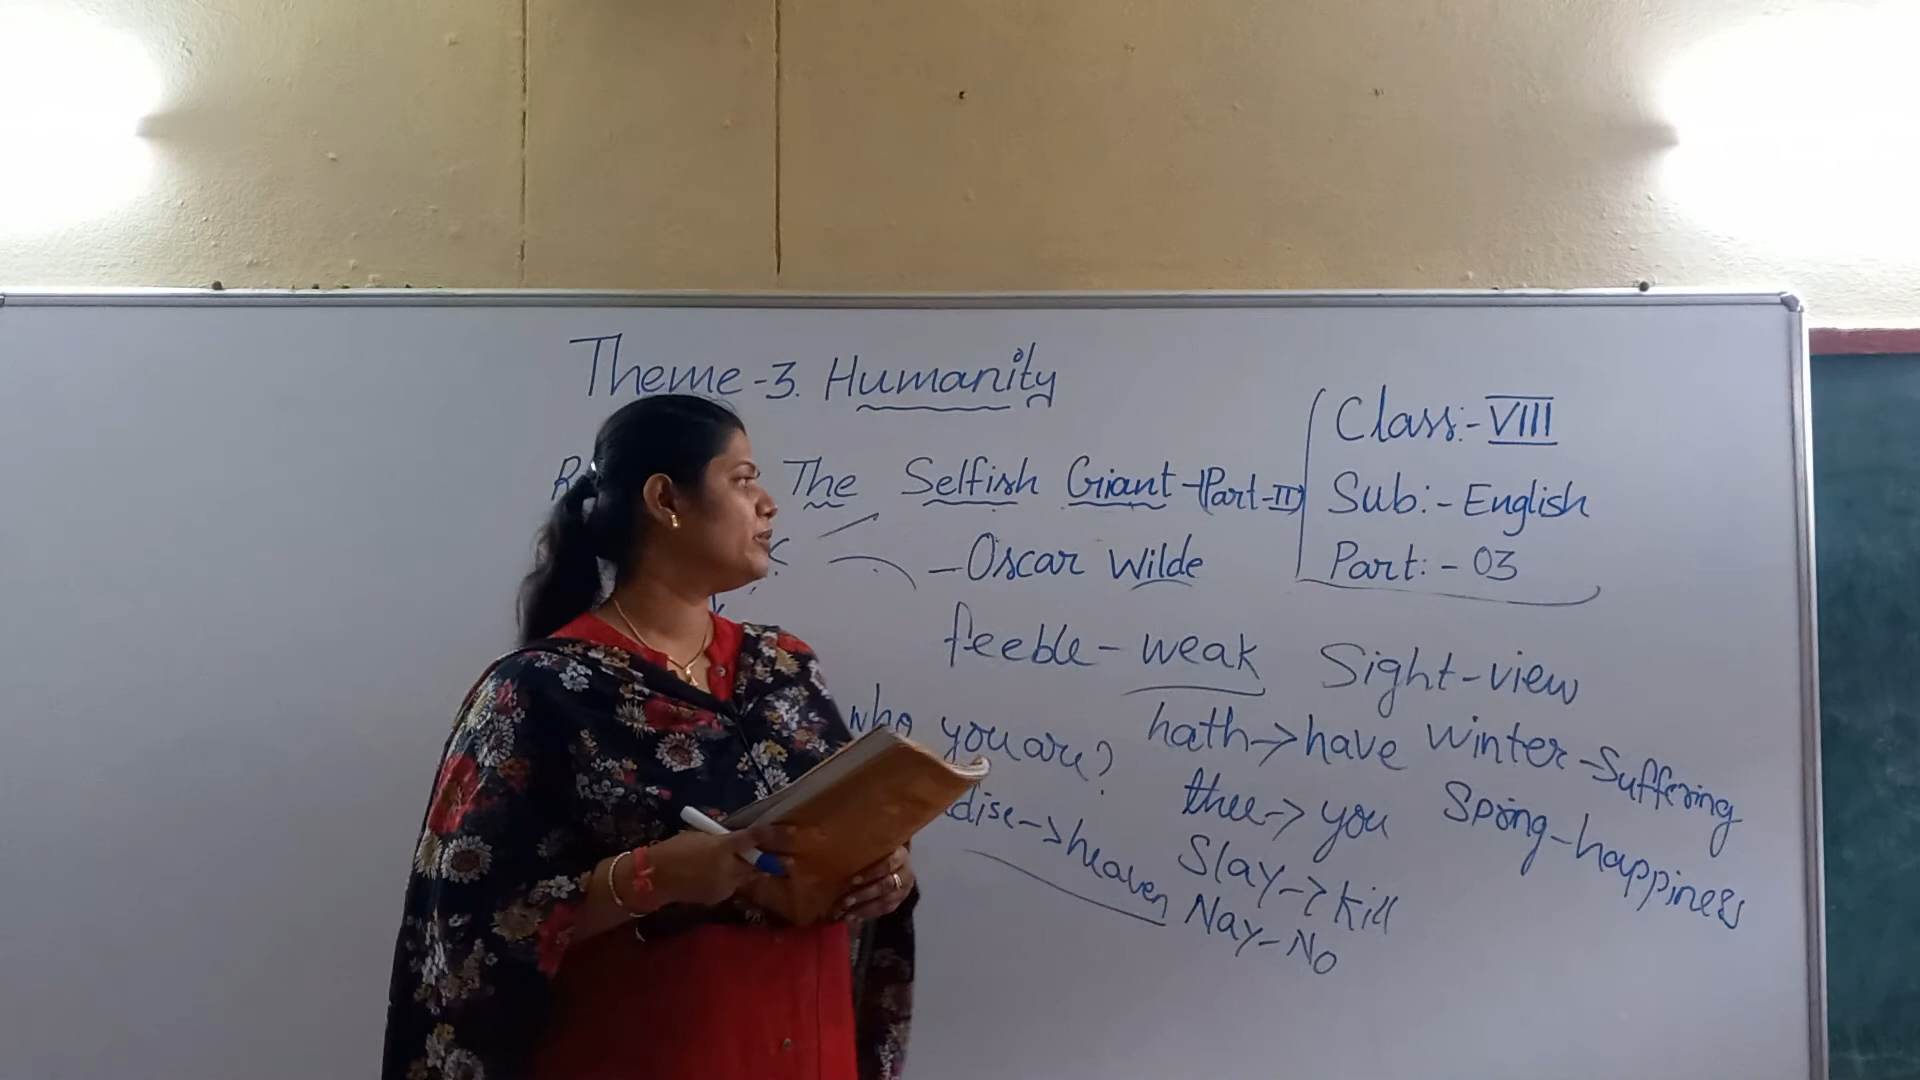 Theme-3. Humanity
The Selfish Giant-(Part-II)
-Oscar Wilde
Class:-VIII
Sub:-English
Part:-03
feeble-weak
Sight-view
who you are?
hath->have
Winter-Suffering
thee->you
Spring-happiness
->heaven
Slay->kill
Nay-No